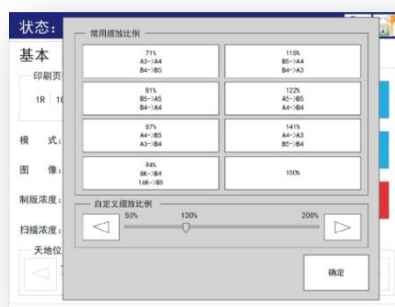 状态:
基本
印刷页
1R 10
模 式:
图 像:
制版浓度:
扫描浓度:
天地位
常用缩放比例
71%
A3->A4
B4->B5
115%
B5->A4
B4->A3
81%
B5->A5
B4->A4
122%
A5->B5
A4->B4
87%
A4->B5
A3->B4
141%
A4->A3
B5->B4
94%
8K->B4
16K->B5
100%
自定义缩放比例
50% 100% 200%
确定